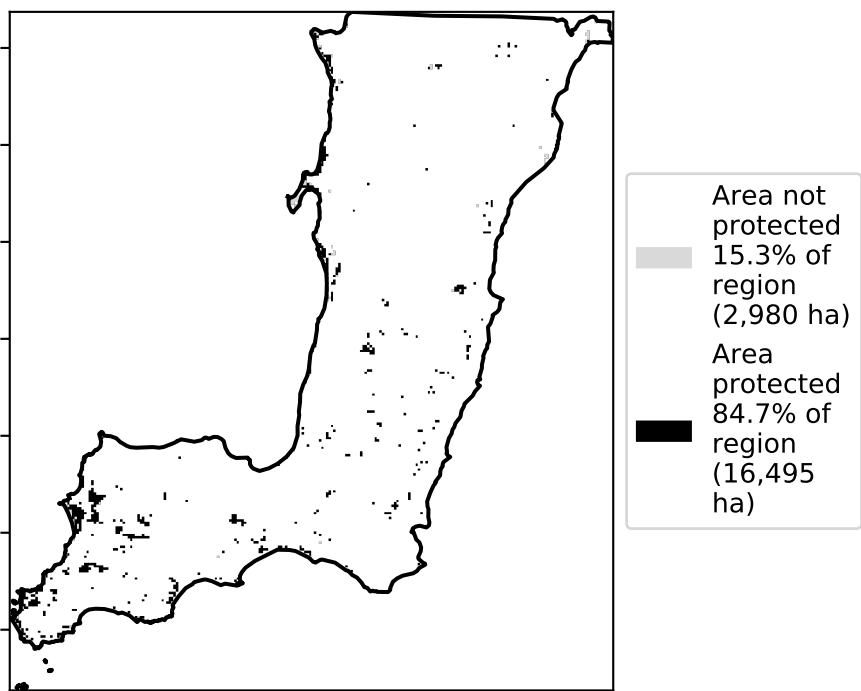 Area not
protected
15.3% of
region
(2,980 ha)
Area
protected
84.7% of
region
(16,495
ha)